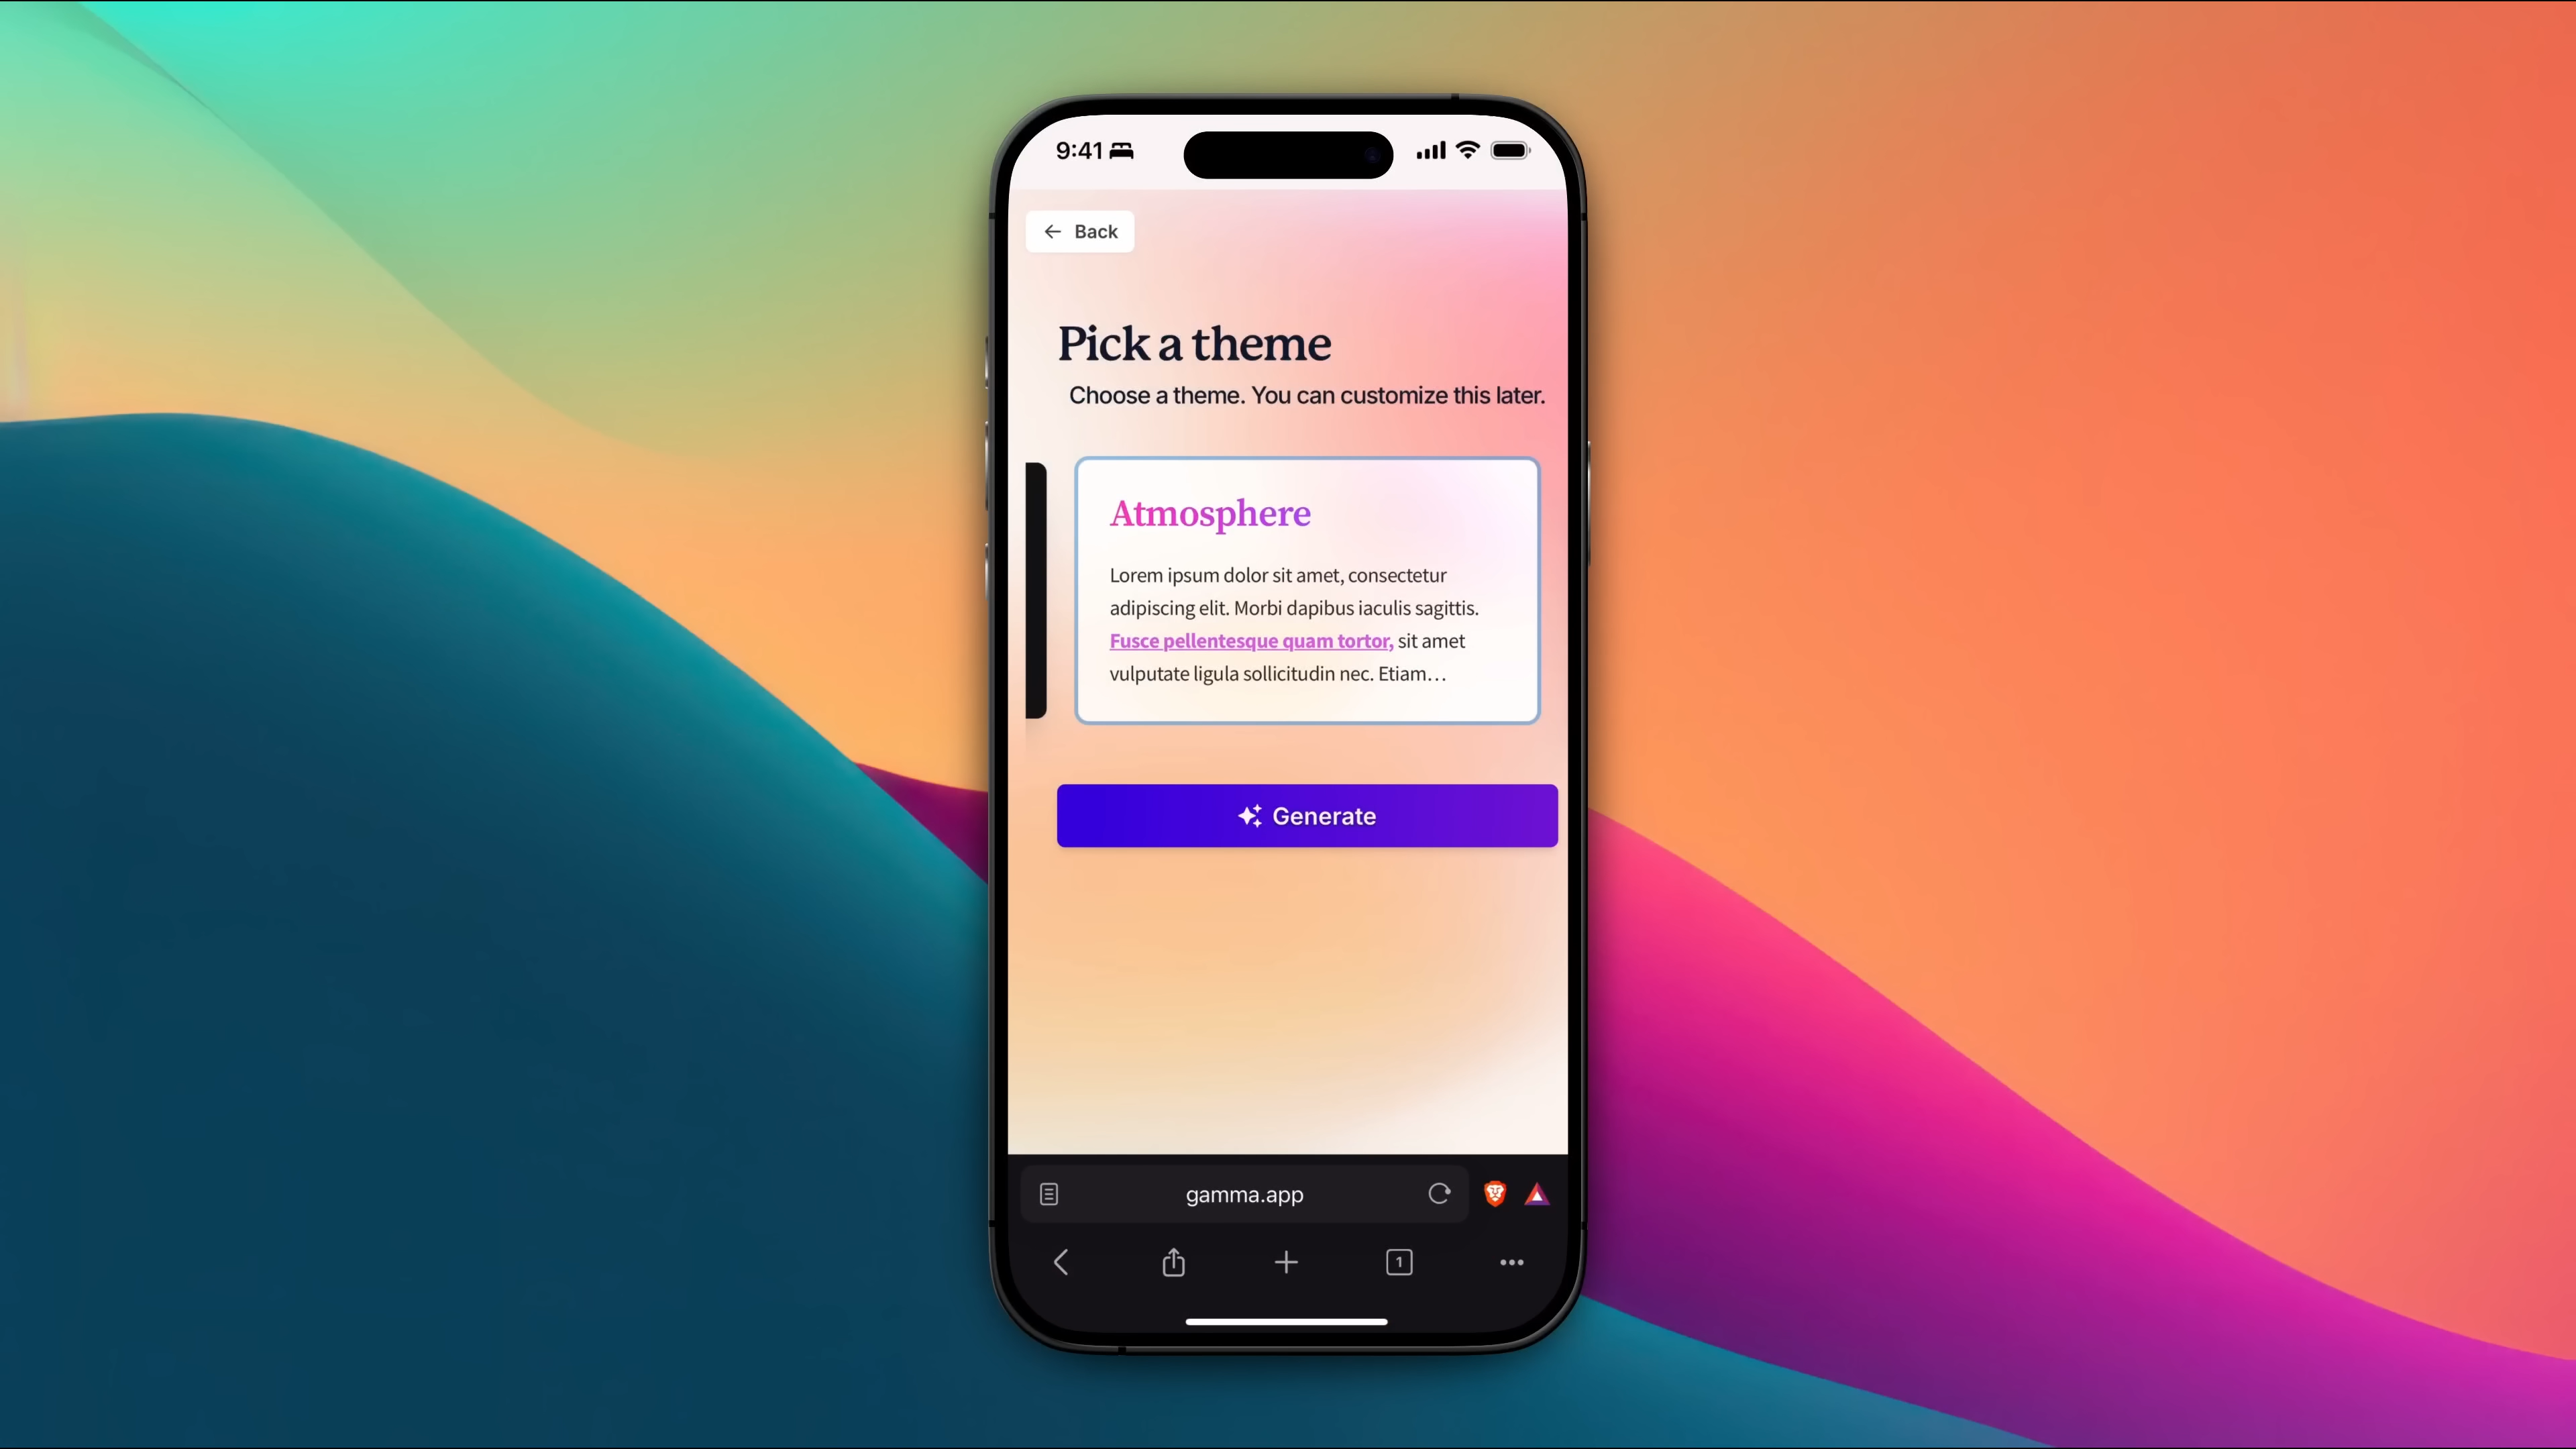 9:41
Back
Pick a theme
Choose a theme. You can customize this later.
Atmosphere
Lorem ipsum dolor sit amet, consectetur
adipiscing elit. Morbi dapibus iaculis sagittis.
Fusce pellentesque quam tortor, sit amet
vulputate ligula sollicitudin nec. Etiam…
Generate
gamma.app
1